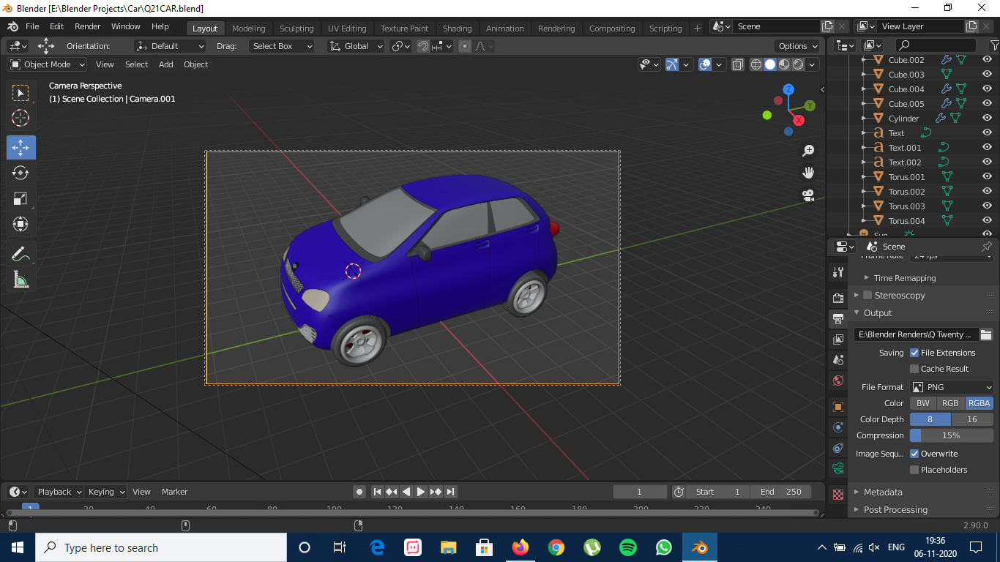 Blender [E:\Blender Projects\Car\Q21CAR.blend]
File Edit Render Window Help Layout Modeling Sculpting UV Editing Texture Paint Shading Animation Rendering Compositing Scripting + Scene View Layer
Orientation: Default Drag: Select Box Global Options
Object Mode View Select Add Object
Camera Perspective
(1) Scene Collection | Camera.001
Z
Y
X
Cube.002
Cube.003
Cube.004
Cube.005
Cylinder
Text
Text.001
Text.002
Torus.001
Torus.002
Torus.003
Torus.004
Sun
Scene
Frame Rate 24 fps
Time Remapping
Stereoscopy
Output
E:\Blender Renders\Q Twenty ...
Saving File Extensions
Cache Result
File Format PNG
Color BW RGB RGBA
Color Depth 8 16
Compression 15%
Image Sequ... Overwrite
Placeholders
Metadata
Post Processing
Playback Keying View Marker 1 Start 1 End 250
1 20 40 60 80 100 120 140 160 180 200 220 240
2.90.0
Type here to search
ENG
19:36
06-11-2020